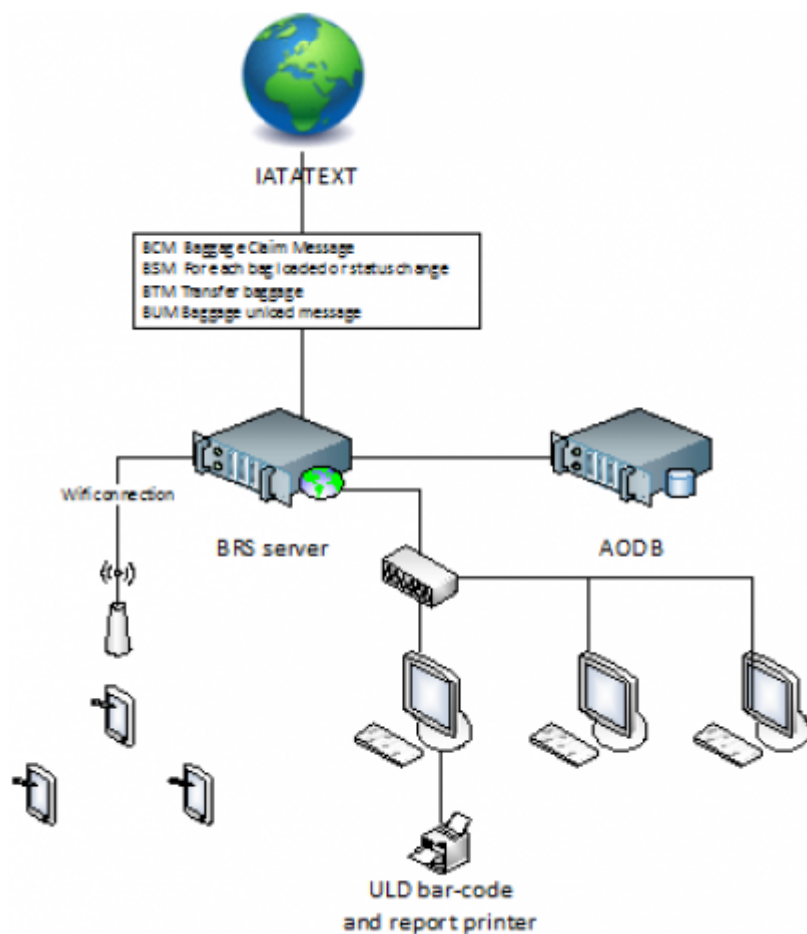 IATATEXT
BCM Baggage Claim Message
BSM For each bag loaded or status change
BTM Transfer baggage
BUM Baggage unload message
Wifi connection
BRS server
AODB
ULD bar-code
and report printer